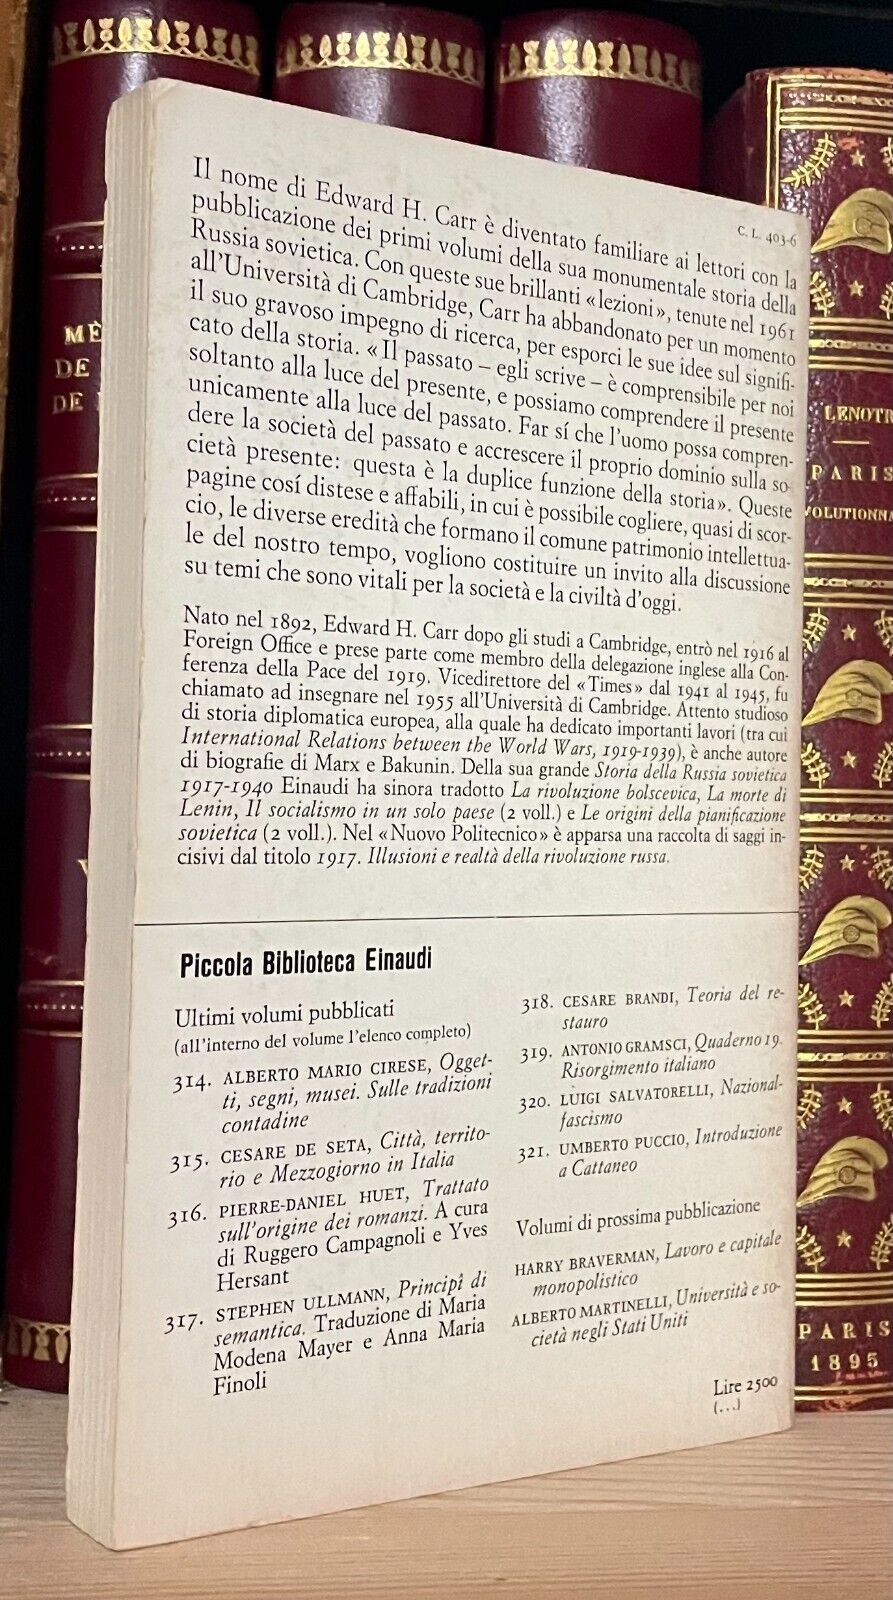 C. L. 403-6
Il nome di Edward H. Carr è diventato familiare ai lettori con la
pubblicazione dei primi volumi della sua monumentale storia della
Russia sovietica. Con queste sue brillanti «lezioni», tenute nel 1961
all'Università di Cambridge, Carr ha abbandonato per un momento
il suo gravoso impegno di ricerca, per esporci le sue idee sul signifi-
cato della storia. «Il passato – egli scrive – è comprensibile per noi
soltanto alla luce del presente, e possiamo comprendere il presente
unicamente alla luce del passato. Far sí che l'uomo possa compren-
dere la società del passato e accrescere il proprio dominio sulla so-
cietà presente: questa è la duplice funzione della storia». Queste
pagine cosí distese e affabili, in cui è possibile cogliere, quasi di scor-
cio, le diverse eredità che formano il comune patrimonio intellettua-
le del nostro tempo, vogliono costituire un invito alla discussione
su temi che sono vitali per la società e la civiltà d'oggi.
Nato nel 1892, Edward H. Carr dopo gli studi a Cambridge, entrò nel 1916 al
Foreign Office e prese parte come membro della delegazione inglese alla Con-
ferenza della Pace del 1919. Vicedirettore del «Times» dal 1941 al 1945, fu
chiamato ad insegnare nel 1955 all'Università di Cambridge. Attento studioso
di storia diplomatica europea, alla quale ha dedicato importanti lavori (tra cui
International Relations between the World Wars, 1919-1939), è anche autore
di biografie di Marx e Bakunin. Della sua grande Storia della Russia sovietica
1917-1940 Einaudi ha sinora tradotto La rivoluzione bolscevica, La morte di
Lenin, Il socialismo in un solo paese (2 voll.) e Le origini della pianificazione
sovietica (2 voll.). Nel «Nuovo Politecnico» è apparsa una raccolta di saggi in-
cisivi dal titolo 1917. Illusioni e realtà della rivoluzione russa.
Piccola Biblioteca Einaudi
Ultimi volumi pubblicati
(all'interno del volume l'elenco completo)
314. ALBERTO MARIO CIRESE, Ogget-
ti, segni, musei. Sulle tradizioni
contadine
315. CESARE DE SETA, Città, territo-
rio e Mezzogiorno in Italia
316. PIERRE-DANIEL HUET, Trattato
sull'origine dei romanzi. A cura
di Ruggero Campagnoli e Yves
Hersant
317. STEPHEN ULLMANN, Principî di
semantica. Traduzione di Maria
Modena Mayer e Anna Maria
Finoli
318. CESARE BRANDI, Teoria del re-
stauro
319. ANTONIO GRAMSCI, Quaderno 19.
Risorgimento italiano
320. LUIGI SALVATORELLI, Nazional-
fascismo
321. UMBERTO PUCCIO, Introduzione
a Cattaneo
Volumi di prossima pubblicazione
HARRY BRAVERMAN, Lavoro e capitale
monopolistico
ALBERTO MARTINELLI, Università e so-
cietà negli Stati Uniti
Lire 2500
(...)
MÈ
DE
DE
LENOTR
PARIS
VOLUTIONNA
PARIS
1895